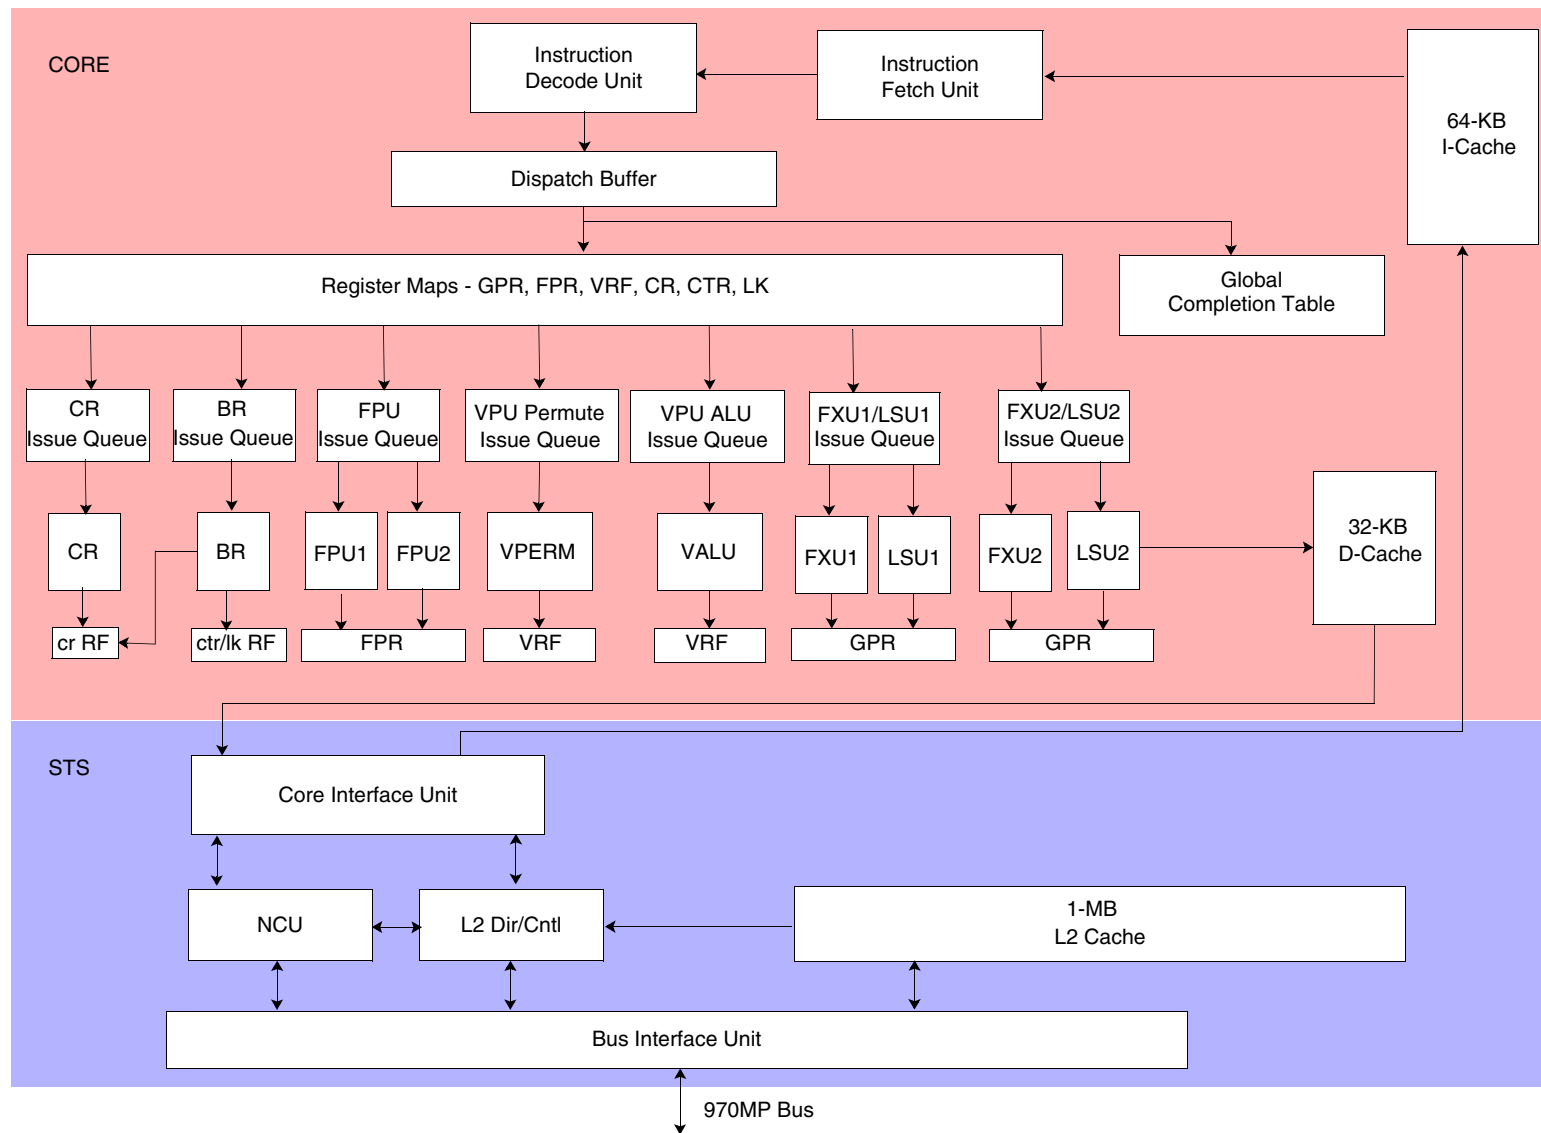 CORE
Instruction
Decode Unit
Instruction
Fetch Unit
64-KB
I-Cache
Dispatch Buffer
Register Maps - GPR, FPR, VRF, CR, CTR, LK
Global
Completion Table
CR
Issue Queue
BR
Issue Queue
FPU
Issue Queue
VPU Permute
Issue Queue
VPU ALU
Issue Queue
FXU1/LSU1
Issue Queue
FXU2/LSU2
Issue Queue
CR
BR
FPU1
FPU2
VPERM
VALU
FXU1
LSU1
FXU2
LSU2
32-KB
D-Cache
cr RF
ctr/lk RF
FPR
VRF
VRF
GPR
GPR
STS
Core Interface Unit
NCU
L2 Dir/Cntl
1-MB
L2 Cache
Bus Interface Unit
970MP Bus